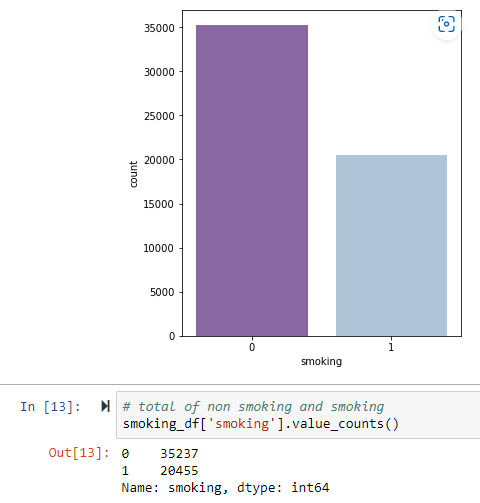 35000
30000
25000
20000
15000
10000
5000
0
count
0 1
smoking
In [13]: # total of non smoking and smoking
smoking_df['smoking'].value_counts()
Out[13]: 0 35237
1 20455
Name: smoking, dtype: int64